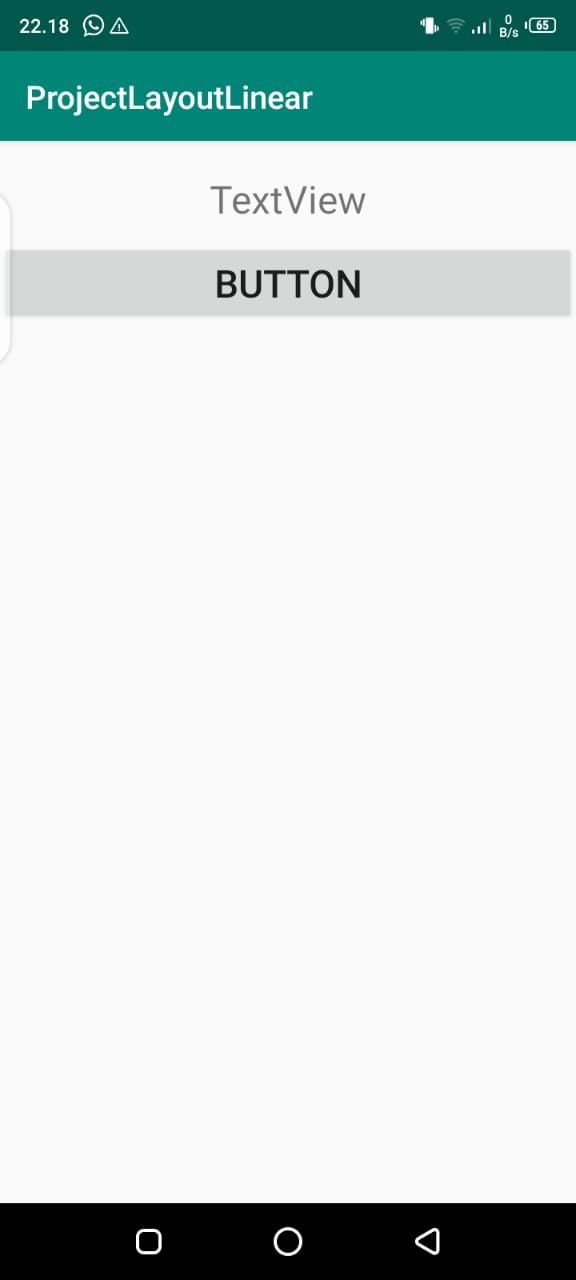 22.18
0
B/s
65
ProjectLayoutLinear
TextView
BUTTON